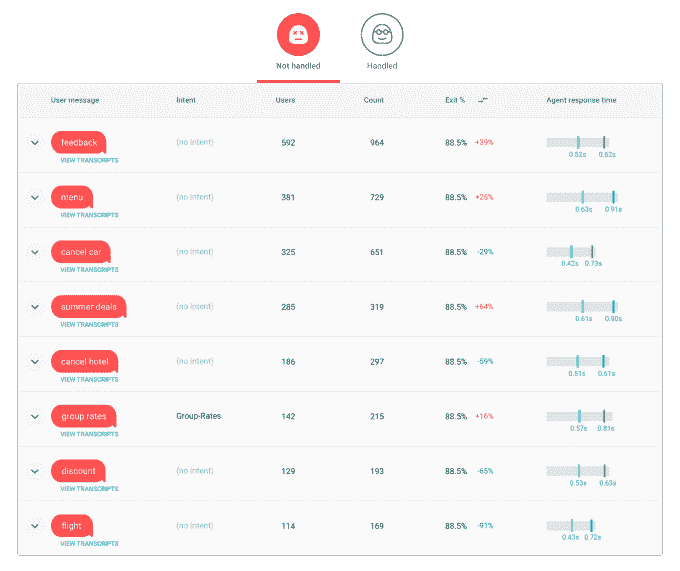 Not handled Handled
User message Intent Users Count Exit % Agent response time
feedback (no intent) 592 964 88.5% +39%
VIEW TRANSCRIPTS 0.52s 0.62s
menu (no intent) 381 729 88.5% +26%
VIEW TRANSCRIPTS 0.63s 0.91s
cancel car (no intent) 325 651 88.5% -29%
VIEW TRANSCRIPTS 0.42s 0.73s
summer deals (no intent) 285 319 88.5% +64%
VIEW TRANSCRIPTS 0.61s 0.90s
cancel hotel (no intent) 186 297 88.5% -59%
VIEW TRANSCRIPTS 0.51s 0.61s
group rates Group-Rates 142 215 88.5% +16%
VIEW TRANSCRIPTS 0.57s 0.81s
discount (no intent) 129 193 88.5% -65%
VIEW TRANSCRIPTS 0.53s 0.63s
flight (no intent) 114 169 88.5% -91%
VIEW TRANSCRIPTS 0.43s 0.72s